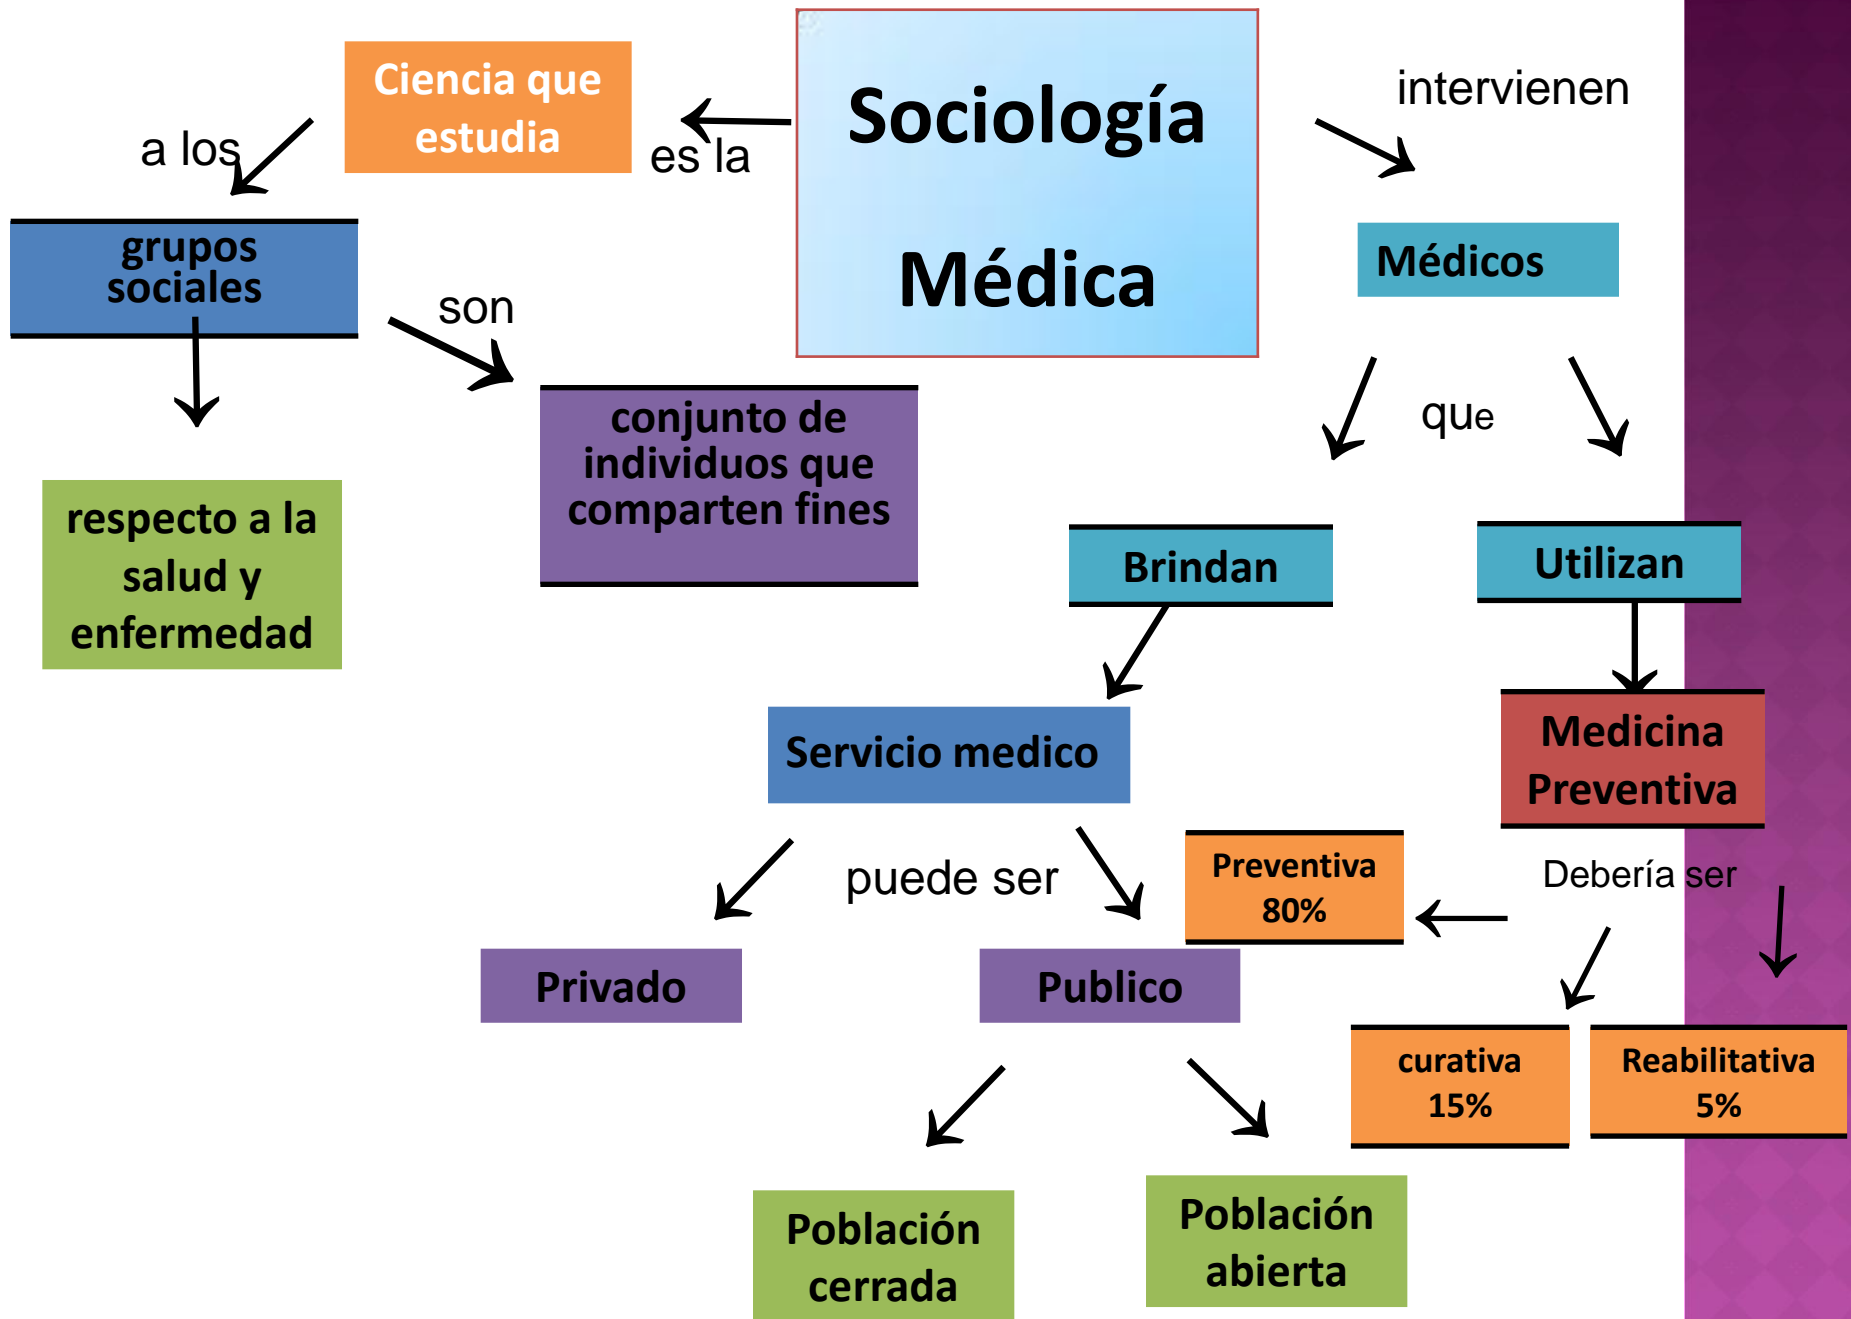 Sociología
Médica
es la
Ciencia que
estudia
a los
grupos
sociales
son
conjunto de
individuos que
comparten fines
respecto a la
salud y
enfermedad
intervienen
Médicos
que
Brindan
Utilizan
Servicio medico
puede ser
Privado
Publico
Población
cerrada
Población
abierta
Medicina
Preventiva
Debería ser
Preventiva
80%
curativa
15%
Reabilitativa
5%